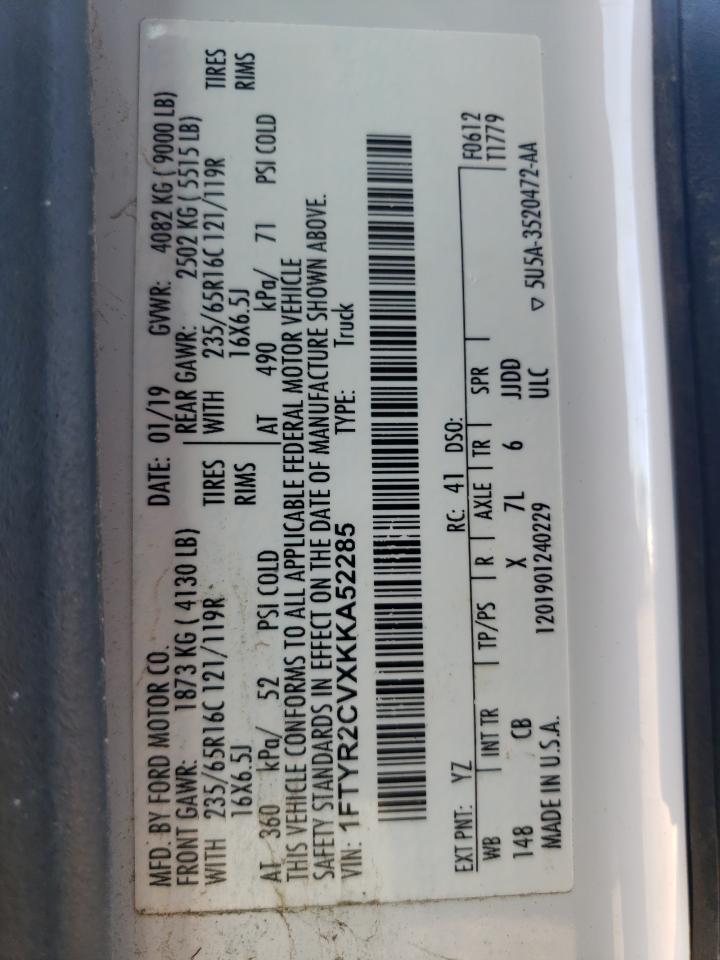 MFD. BY FORD MOTOR CO. DATE: 01/19 GVWR: 4082 KG ( 9000 LB)
FRONT GAWR: 1873 KG ( 4130 LB) REAR GAWR: 2502 KG ( 5515 LB)
WITH 235/65R16C 121/119R TIRES WITH 235/65R16C 121/119R TIRES
16X6.5J RIMS 16X6.5J RIMS
AT 360 kPa/ 52 PSI COLD AT 490 kPa/ 71 PSI COLD
THIS VEHICLE CONFORMS TO ALL APPLICABLE FEDERAL MOTOR VEHICLE
SAFETY STANDARDS IN EFFECT ON THE DATE OF MANUFACTURE SHOWN ABOVE.
VIN: 1FTYR2CVXKKA52285 TYPE: Truck
EXT PNT: YZ RC: 41 DSO: F0612
WB INT TR TP/PS R AXLE TR SPR T1779
148 CB X 7L 6 JJDD
MADE IN U.S.A. 1201901240229 ULC ▽ 5U5A-3520472-AA